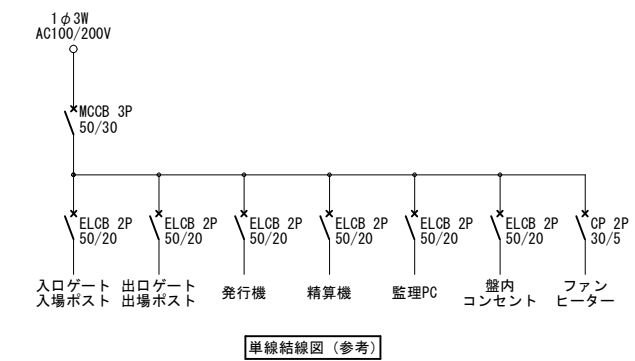 1φ3W
AC100/200V
MCCB 3P
50/30
ELCB 2P
50/20
ELCB 2P
50/20
ELCB 2P
50/20
ELCB 2P
50/20
ELCB 2P
50/20
ELCB 2P
50/20
CP 2P
30/5
入口ゲート
入場ポスト
出口ゲート
出場ポスト
発行機
精算機
監理PC
盤内
コンセント
ファン
ヒーター
単線結線図（参考）